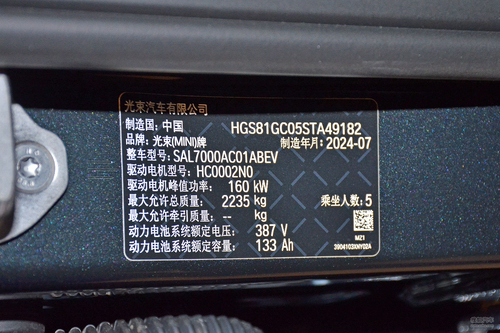 光束汽车有限公司
制造国：中国 HGS81GC05STA49182
品牌：光束(MINI)牌 制造年月：2024-07
整车型号：SAL7000AC01ABEV
驱动电机型号：HC0002N0
驱动电机峰值功率：160 kW
最大允许总质量：2235 kg 乘坐人数：5
最大允许牵引质量：-- kg
动力电池系统额定电压：387 V
动力电池系统额定容量：133 Ah
MZ1
3904103XNY02A